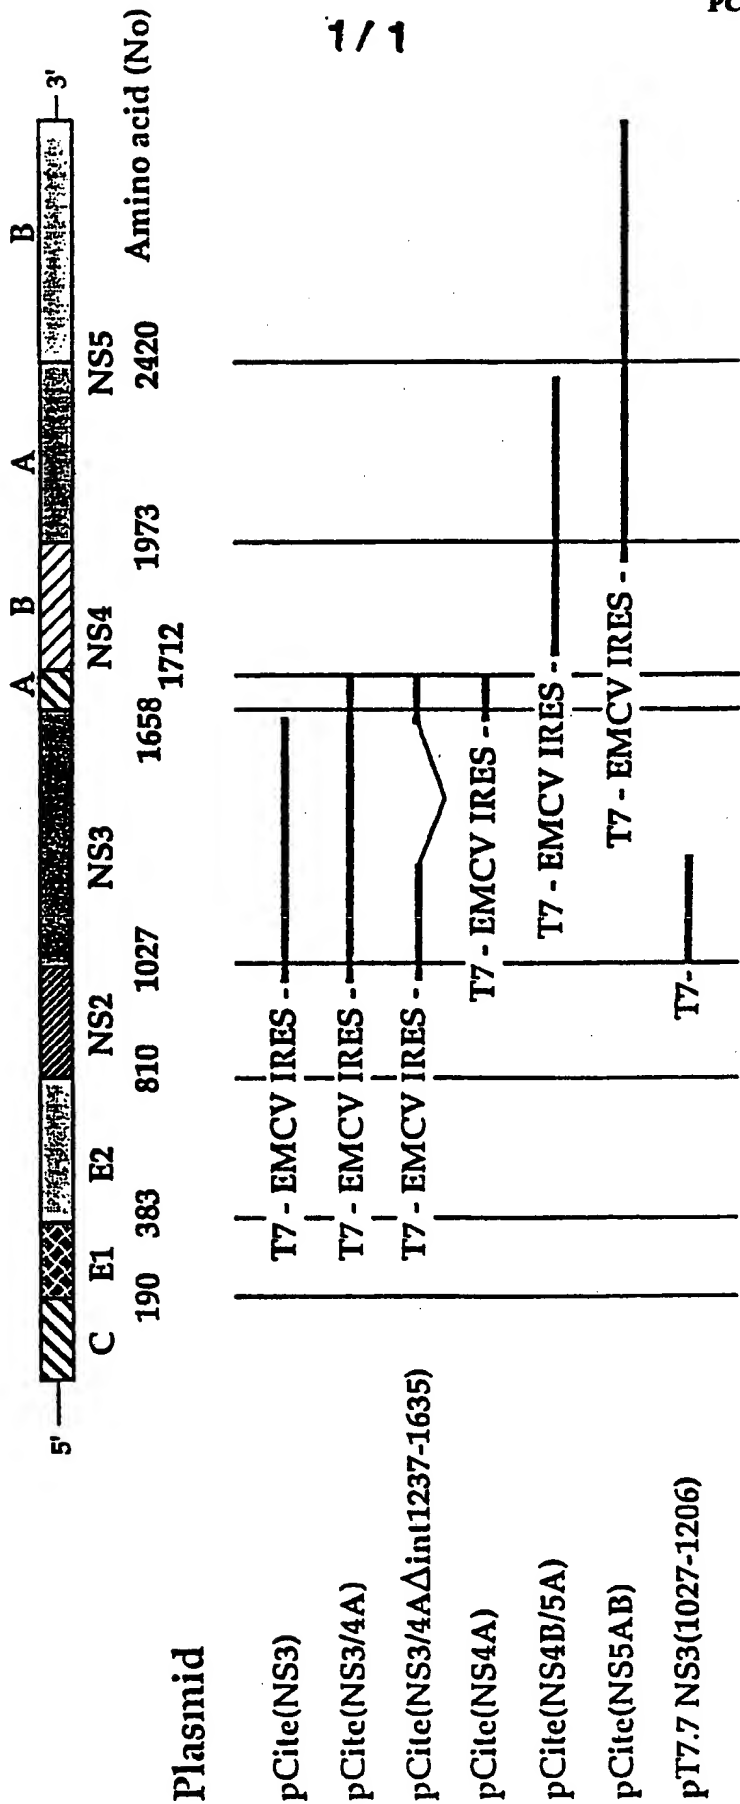 1/1
PC
A B A B
5' 3'
C E1 E2 NS2 NS3 NS4 NS5
190 383 810 1027 1658 1712 1973 2420 Amino acid (No)
Plasmid
pCite(NS3) T7 - EMCV IRES -
pCite(NS3/4A) T7 - EMCV IRES -
pCite(NS3/4AΔint1237-1635) T7 - EMCV IRES -
pCite(NS4A) T7 - EMCV IRES -
pCite(NS4B/5A) T7 - EMCV IRES -
pCite(NS5AB) T7 - EMCV IRES -
pT7.7 NS3(1027-1206) T7-